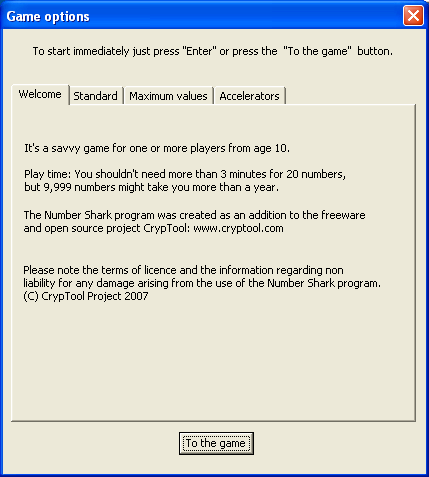 Game options
To start immediately just press "Enter" or press the "To the game" button.
Welcome Standard Maximum values Accelerators
It's a savvy game for one or more players from age 10.
Play time: You shouldn't need more than 3 minutes for 20 numbers,
but 9,999 numbers might take you more than a year.
The Number Shark program was created as an addition to the freeware
and open source project CrypTool: www.cryptool.com
Please note the terms of licence and the information regarding non
liability for any damage arising from the use of the Number Shark program.
(C) CrypTool Project 2007
To the game